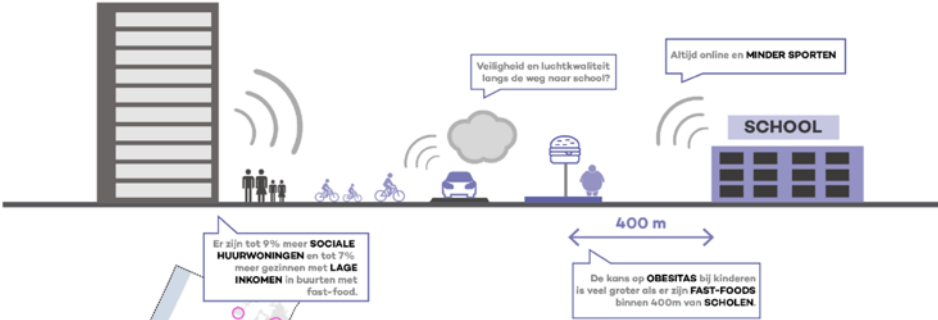 Veiligheid en luchtkwaliteit
langs de weg naar school?
Altijd online en MINDER SPORTEN
SCHOOL
400 m
Er zijn tot 9% meer SOCIALE
HUURWONINGEN en tot 7%
meer gezinnen met LAGE
INKOMEN in buurten met
fast-food.
De kans op OBESITAS bij kinderen
is veel groter als er zijn FAST-FOODS
binnen 400m van SCHOLEN.